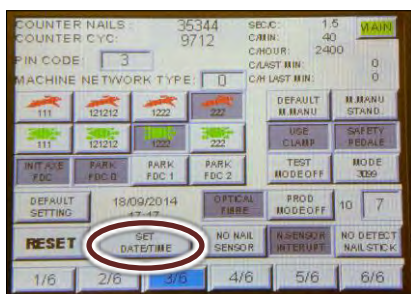 COUNTER NAILS: 35344 SEC/C: 1.5 MAIN
COUNTER CYC: 9712 C/MIN: 40
C/HOUR: 2400
PIN CODE: 3 C/LAST MIN: 0
MACHINE NETWORK TYPE: 0 C/H LAST MIN: 0
111 121212 1222 222 DEFAULT M.MANU M.MANU STAND.
111 121212 1222 222 USE CLAMP SAFETY PEDALE
INIT AXE FDC PARK FDC 0 PARK FDC 1 PARK FDC 2 TEST MODE OFF MODE 3099
DEFAULT SETTING 18/09/2014 OPTICAL FIBRE PROD MODE OFF 10 7
RESET SET DATE/TIME NO NAIL SENSOR N.SENSOR INTERUPT NO DETECT NAIL STICK
1/6 2/6 3/6 4/6 5/6 6/6